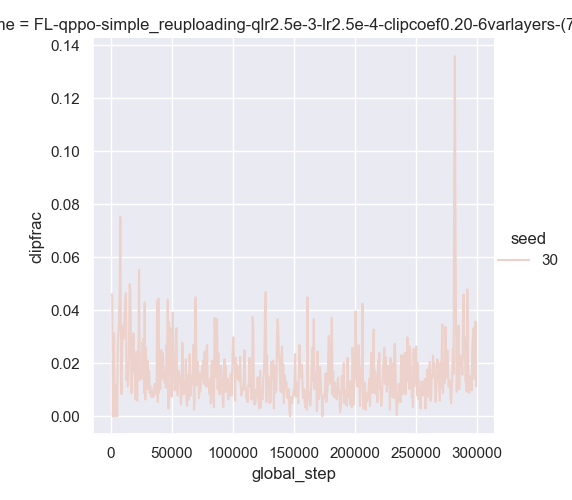 ne = FL-qppo-simple_reuploading-qlr2.5e-3-lr2.5e-4-clipcoef0.20-6varlayers-(7
0.14
0.12
0.10
0.08
0.06
0.04
0.02
0.00
clipfrac
0 50000 100000 150000 200000 250000 300000
global_step
seed
30